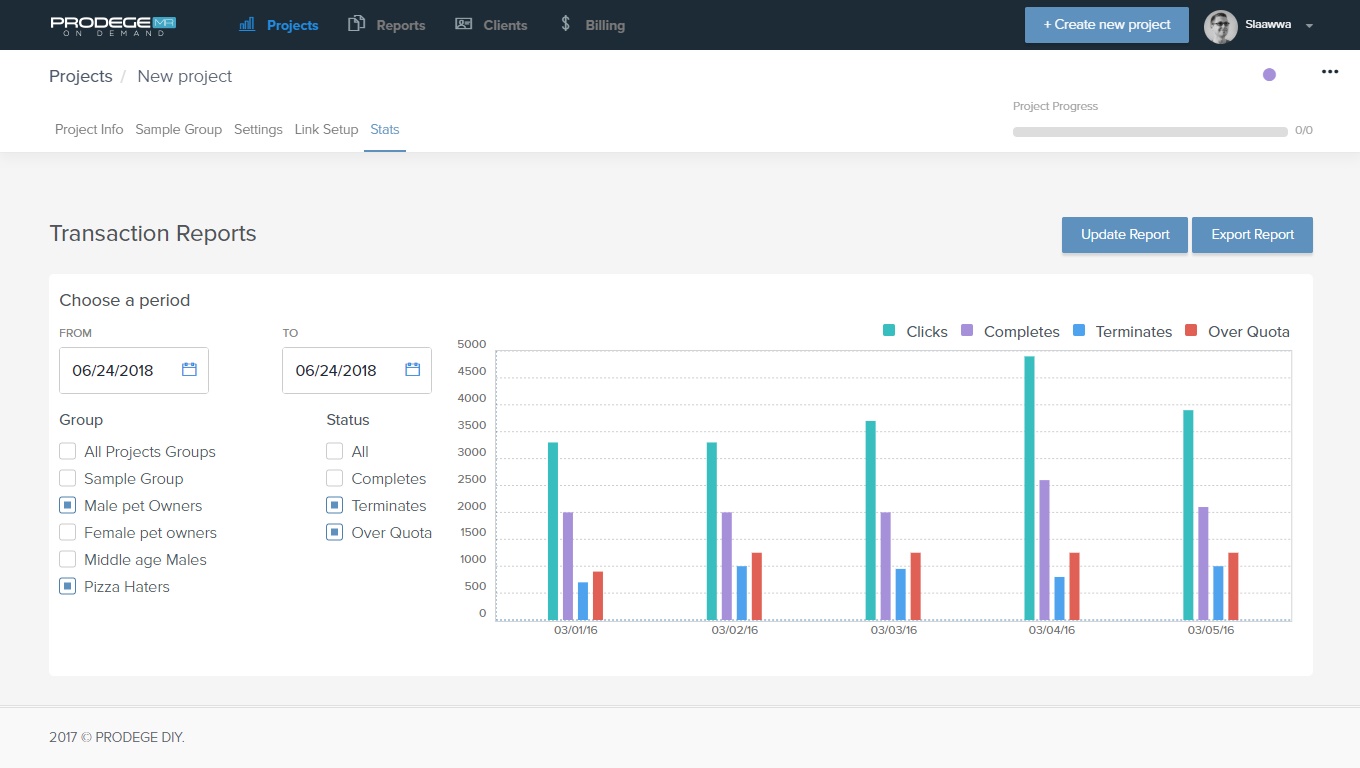 PRODEGE MR
ON DEMAND
Projects
Reports
Clients
Billing
+ Create new project
Slaawwa
Projects / New project
Project Progress
0/0
Project Info
Sample Group
Settings
Link Setup
Stats
Transaction Reports
Update Report
Export Report
Choose a period
FROM
TO
06/24/2018
06/24/2018
Group
All Projects Groups
Sample Group
Male pet Owners
Female pet owners
Middle age Males
Pizza Haters
Status
All
Completes
Terminates
Over Quota
Clicks
Completes
Terminates
Over Quota
5000
4500
4000
3500
3000
2500
2000
1500
1000
500
0
03/01/16
03/02/16
03/03/16
03/04/16
03/05/16
2017 © PRODEGE DIY.